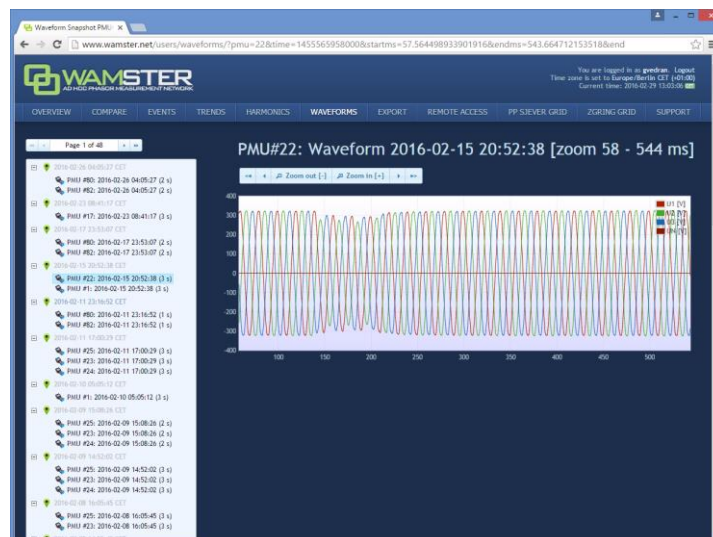 Waveform Snapshot PMU
www.wamster.net/users/waveforms/?pmu=22&time=1455565958000&startms=57.564498933901916&endms=543.664712153518&end
WAMSTER
AD HOC PHASOR MEASUREMENT NETWORK
You are logged in as gvedran. Logout
Time zone is set to Europe/Berlin CET (+01:00)
Current time: 2016-02-29 13:03:06
OVERVIEW COMPARE EVENTS TRENDS HARMONICS WAVEFORMS EXPORT REMOTE ACCESS PP SJEVER GRID ZGRING GRID SUPPORT
Page 1 of 48
2016-02-26 04:05:27 CET
PMU #80: 2016-02-26 04:05:27 (2 s)
PMU #82: 2016-02-26 04:05:27 (2 s)
2016-02-23 08:41:17 CET
PMU #17: 2016-02-23 08:41:17 (3 s)
2016-02-17 23:53:07 CET
PMU #80: 2016-02-17 23:53:07 (2 s)
PMU #82: 2016-02-17 23:53:07 (2 s)
2016-02-15 20:52:38 CET
PMU #22: 2016-02-15 20:52:38 (3 s)
PMU #1: 2016-02-15 20:52:38 (3 s)
2016-02-11 23:16:52 CET
PMU #80: 2016-02-11 23:16:52 (1 s)
PMU #82: 2016-02-11 23:16:52 (1 s)
2016-02-11 17:00:29 CET
PMU #25: 2016-02-11 17:00:29 (3 s)
PMU #23: 2016-02-11 17:00:29 (3 s)
PMU #24: 2016-02-11 17:00:29 (3 s)
2016-02-10 05:05:12 CET
PMU #1: 2016-02-10 05:05:12 (3 s)
2016-02-09 15:08:26 CET
PMU #25: 2016-02-09 15:08:26 (2 s)
PMU #23: 2016-02-09 15:08:26 (2 s)
PMU #24: 2016-02-09 15:08:26 (2 s)
2016-02-09 14:52:02 CET
PMU #25: 2016-02-09 14:52:02 (3 s)
PMU #23: 2016-02-09 14:52:02 (3 s)
PMU #24: 2016-02-09 14:52:02 (3 s)
2016-02-08 16:05:45 CET
PMU #25: 2016-02-08 16:05:45 (3 s)
PMU #23: 2016-02-08 16:05:45 (3 s)
PMU#22: Waveform 2016-02-15 20:52:38 [zoom 58 - 544 ms]
Zoom out [-] Zoom in [+]
400
300
200
100
0
-100
-200
-300
-400
100 150 200 250 300 350 400 450 500
U1 [V]
U2 [V]
U3 [V]
UN [V]